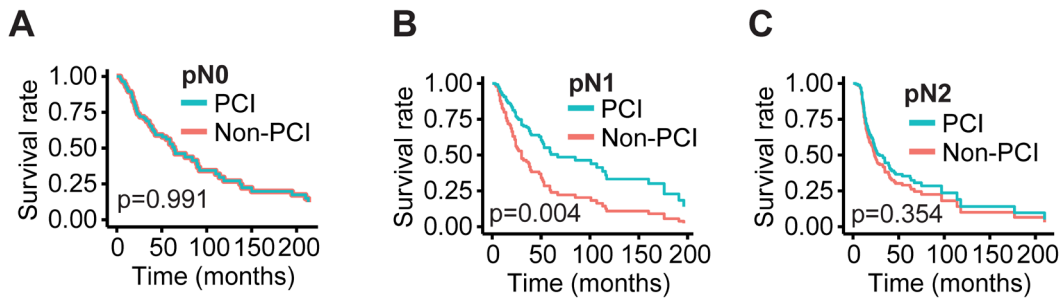 A
Survival rate
1.00
0.75
0.50
0.25
0.00
pN0
PCI
Non-PCI
p=0.991
0 50 100 150 200
Time (months)
B
Survival rate
1.00
0.75
0.50
0.25
0.00
pN1
PCI
Non-PCI
p=0.004
0 50 100 150 200
Time (months)
C
Survival rate
1.00
0.75
0.50
0.25
0.00
pN2
PCI
Non-PCI
p=0.354
0 50 100 150 200
Time (months)